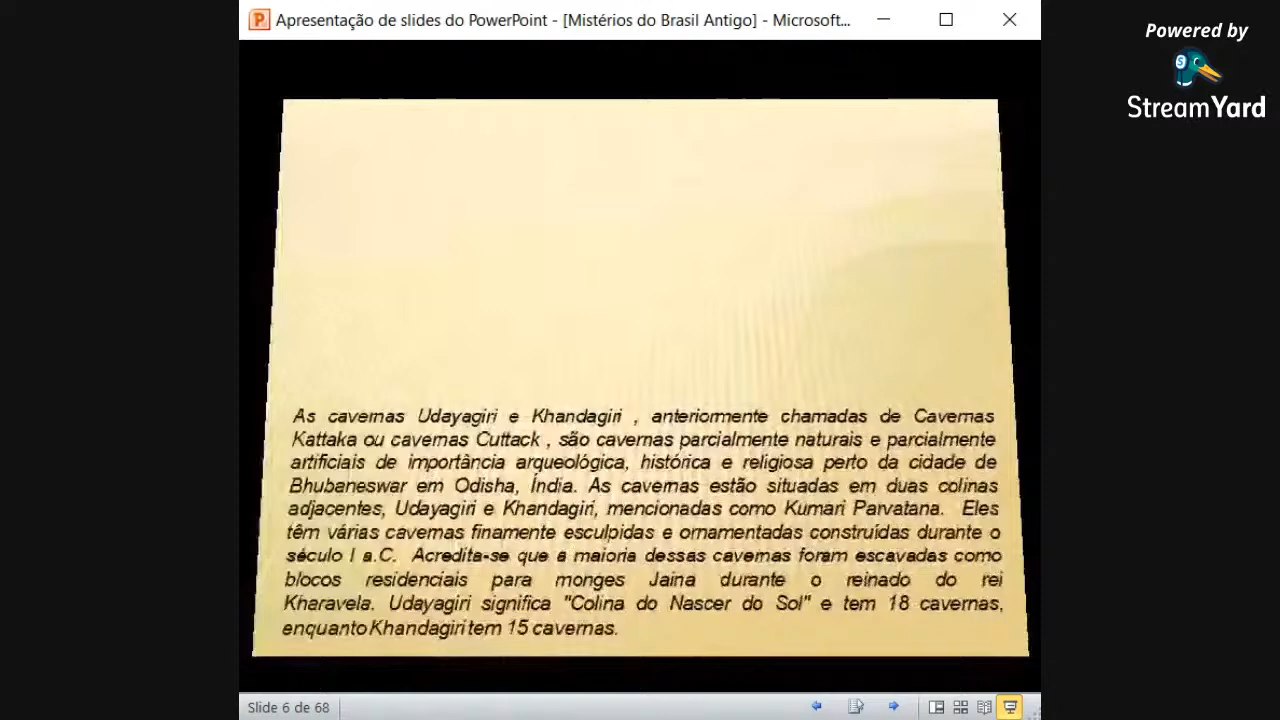 Apresentação de slides do PowerPoint - [Mistérios do Brasil Antigo] - Microsoft...
Powered by
StreamYard
As cavernas Udayagiri e Khandagiri , anteriormente chamadas de Cavernas
Kattaka ou cavernas Cuttack , são cavernas parcialmente naturais e parcialmente
artificiais de importância arqueológica, histórica e religiosa perto da cidade de
Bhubaneswar em Odisha, Índia. As cavernas estão situadas em duas colinas
adjacentes, Udayagiri e Khandagiri, mencionadas como Kumari Parvatana. Eles
têm várias cavernas finamente esculpidas e ornamentadas construídas durante o
século I a.C. Acredita-se que a maioria dessas cavernas foram escavadas como
blocos residenciais para monges Jaina durante o reinado do rei
Kharavela. Udayagiri significa "Colina do Nascer do Sol" e tem 18 cavernas,
enquanto Khandagiri tem 15 cavernas.
Slide 6 de 68